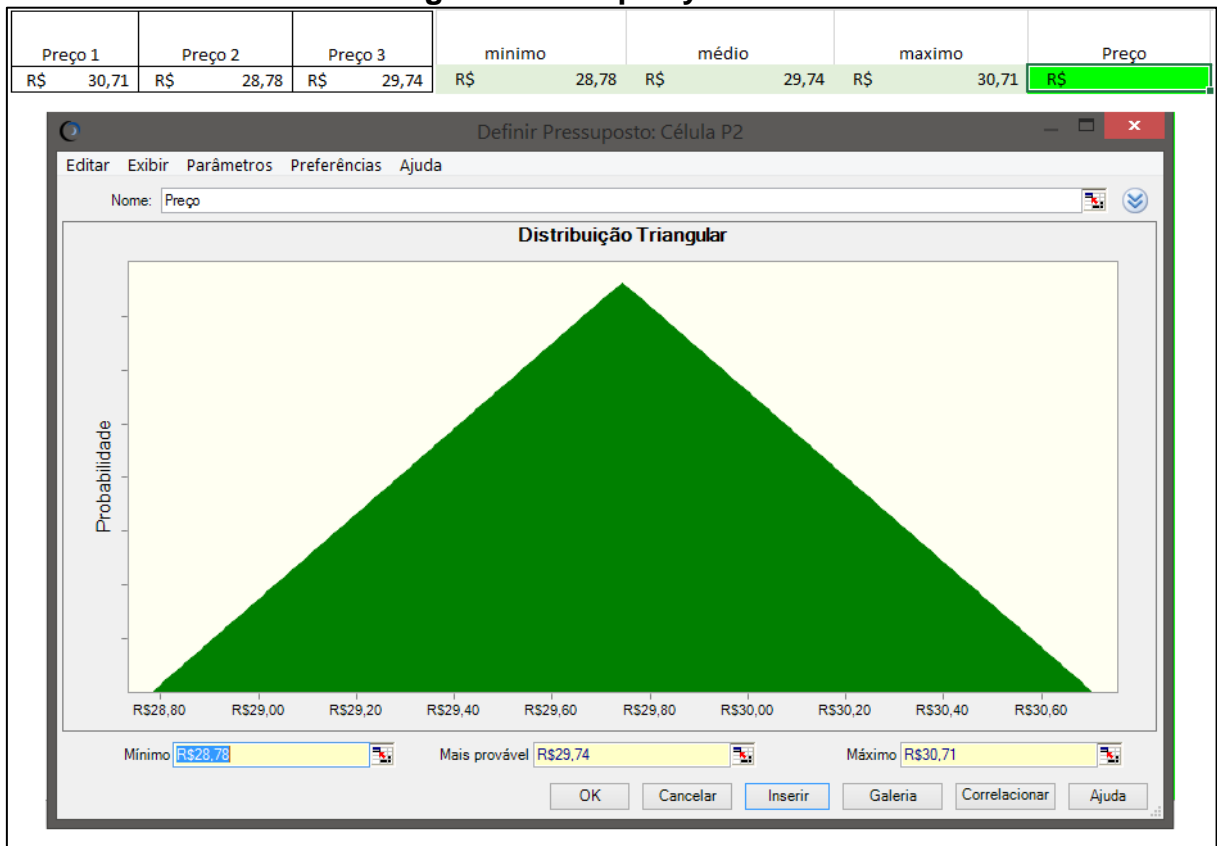 Preço 1 Preço 2 Preço 3 minimo médio maximo Preço
R$ 30,71 R$ 28,78 R$ 29,74 R$ 28,78 R$ 29,74 R$ 30,71 R$
Definir Pressuposto: Célula P2
Editar Exibir Parâmetros Preferências Ajuda
Nome: Preço
Distribuição Triangular
Probabilidade
R$28,80 R$29,00 R$29,20 R$29,40 R$29,60 R$29,80 R$30,00 R$30,20 R$30,40 R$30,60
Mínimo R$28,78 Mais provável R$29,74 Máximo R$30,71
OK Cancelar Inserir Galeria Correlacionar Ajuda